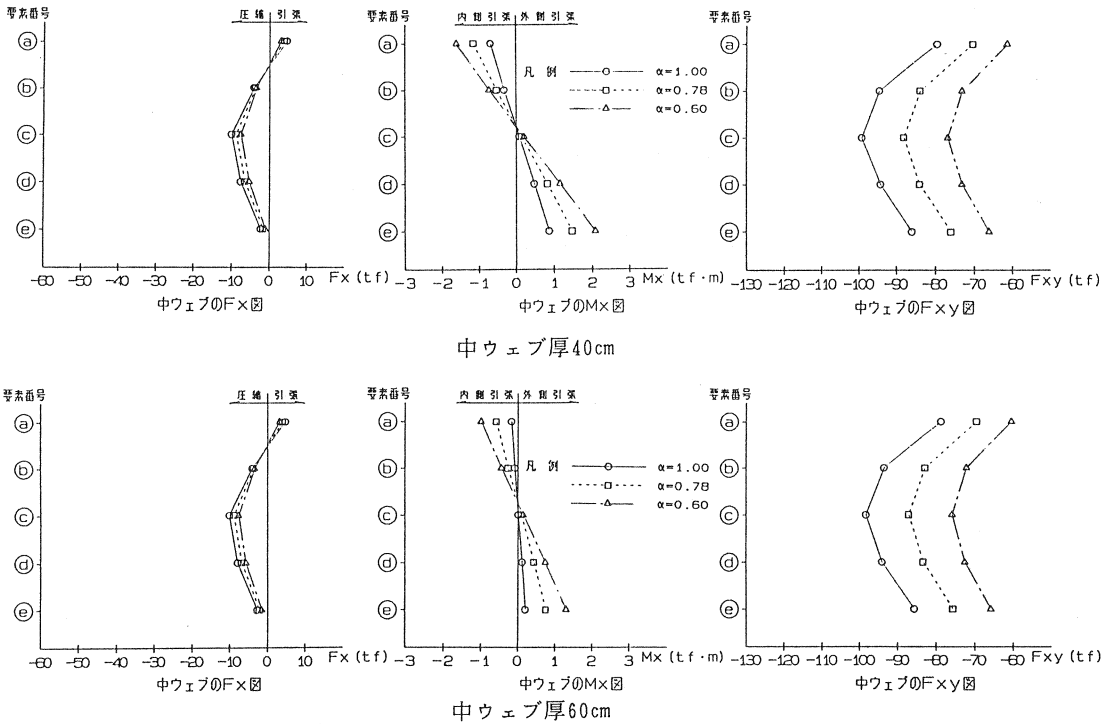 要素番号
圧縮 引張
ⓐ
ⓑ
ⓒ
ⓓ
ⓔ
-60 -50 -40 -30 -20 -10 0 10 Fx(tf)
中ウェブのFx図
要素番号
内側引張 外側引張
ⓐ
ⓑ
ⓒ
ⓓ
ⓔ
凡 例
α=1.00
α=0.78
α=0.60
-3 -2 -1 0 1 2 3 Mx(tf・m)
中ウェブのMx図
要素番号
ⓐ
ⓑ
ⓒ
ⓓ
ⓔ
-130 -120 -110 -100 -90 -80 -70 -60 Fxy(tf)
中ウェブのFxy図
中ウェブ厚40cm
要素番号
圧縮 引張
ⓐ
ⓑ
ⓒ
ⓓ
ⓔ
-60 -50 -40 -30 -20 -10 0 10 Fx(tf)
中ウェブのFx図
要素番号
内側引張 外側引張
ⓐ
ⓑ
ⓒ
ⓓ
ⓔ
凡 例
α=1.00
α=0.78
α=0.60
-3 -2 -1 0 1 2 Mx(tf・m)
中ウェブのMx図
要素番号
ⓐ
ⓑ
ⓒ
ⓓ
ⓔ
-130 -120 -110 -100 -90 -80 -70 -60 Fxy(tf)
中ウェブのFxy図
中ウェブ厚60cm